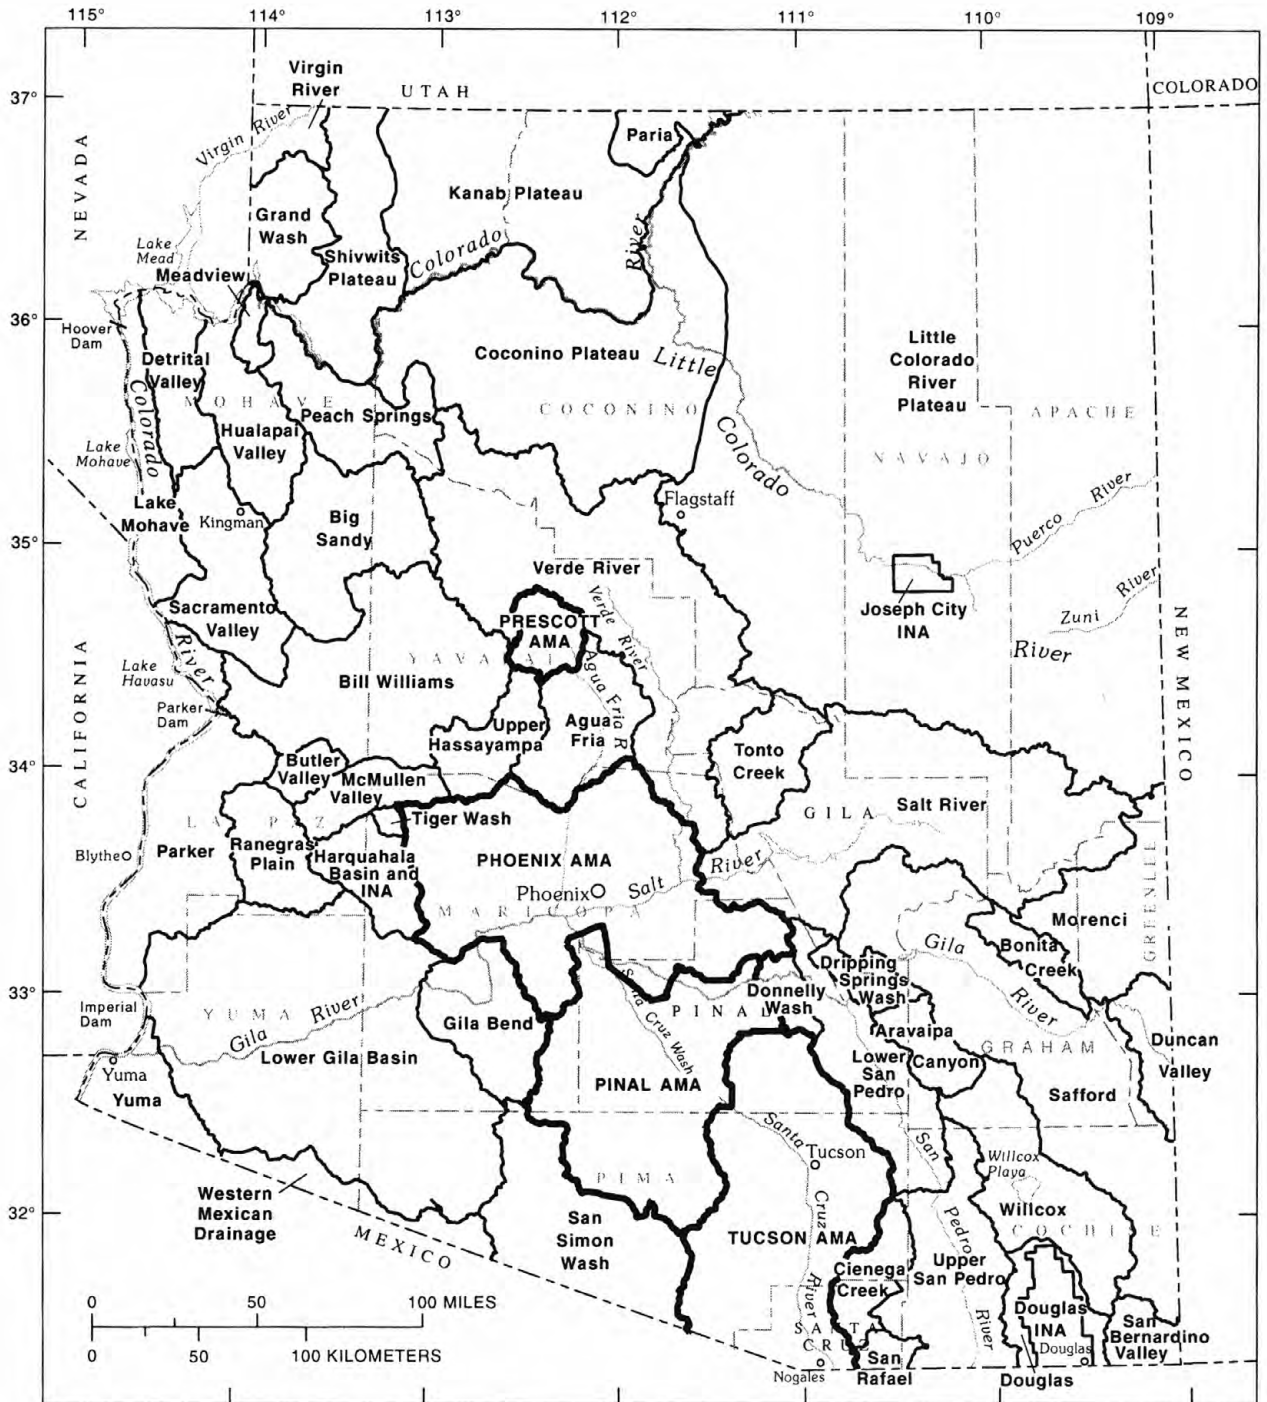 115°
114°
113°
112°
111°
110°
109°
Virgin
River
UTAH
COLORADO
37°
NEVADA
Virgin River
Paria
Kanab Plateau
Grand
Wash
Lake
Mead
Shivwits
Plateau
Colorado
River
Meadview
36°
Hoover
Dam
Detrital
Valley
Coconino Plateau
Little
Little
Colorado
River
Plateau
MOHAVE
Peach Springs
COCONINO
APACHE
Colorado
Hualapai
Valley
Colorado
NAVAJO
Lake
Mohave
Lake
Mohave
Kingman
Flagstaff
Big
Sandy
Puerco River
35°
Verde River
Joseph City
INA
Zuni River
River
Sacramento
Valley
Verde River
PRESCOTT
AMA
NEW MEXICO
CALIFORNIA
River
Lake
Havasu
YAVAPAI
Bill Williams
Agua Fria R
Parker
Dam
Upper
Hassayampa
Agua
Fria
Tonto
Creek
34°
Butler
Valley
McMullen
Valley
Salt River
LA PAZ
Tiger Wash
GILA
Blythe
Parker
Ranegras
Plain
Harquahala
Basin and
INA
PHOENIX AMA
River
Phoenix
Salt
GREENLEE
MARICOPA
Morenci
Gila
Bonita
Creek
Dripping
Springs
Wash
33°
Santa Cruz Wash
Donnelly
Wash
River
Imperial
Dam
YUMA
Gila River
Gila Bend
PINAL
Aravaipa
Canyon
GRAHAM
Duncan
Valley
Lower Gila Basin
Yuma
Yuma
PINAL AMA
Lower
San
Pedro
Safford
Santa
Tucson
San
Willcox
Playa
PIMA
Western
Mexican
Drainage
32°
Cruz
Willcox
COCHISE
Pedro
MEXICO
San
Simon
Wash
TUCSON AMA
Cienega
Creek
Upper
San Pedro
River
0 50 100 MILES
0 50 100 KILOMETERS
SANTA
CRUZ
River
Douglas
INA
Douglas
San
Bernardino
Valley
Nogales
San
Rafael
Douglas